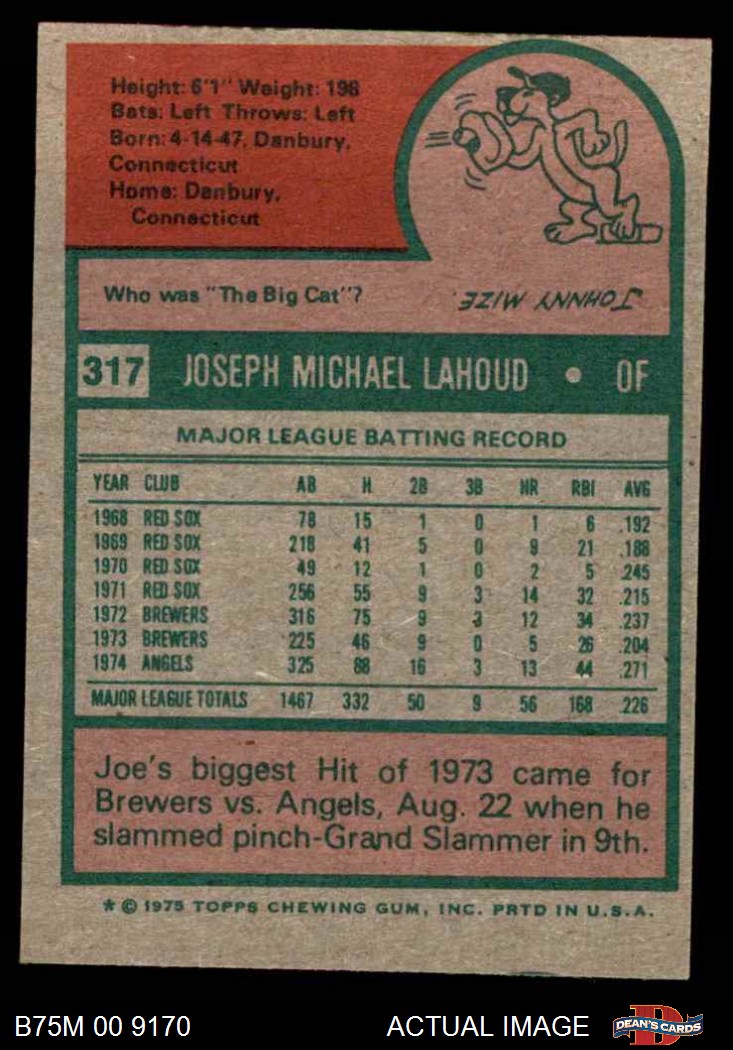 Height: 6'1" Weight: 198
Bats: Left Throws: Left
Born: 4-14-47, Danbury,
Connecticut
Home: Danbury,
Connecticut
Who was "The Big Cat"?
JOHNNY MIZE.
317 JOSEPH MICHAEL LAHOUD • OF
MAJOR LEAGUE BATTING RECORD
YEAR CLUB AB H 2B 3B HR RBI AVG
1968 RED SOX 78 15 1 0 1 6 .192
1969 RED SOX 218 41 5 0 9 21 .188
1970 RED SOX 49 12 1 0 2 5 .245
1971 RED SOX 256 55 9 3 14 32 .215
1972 BREWERS 316 75 9 3 12 34 .237
1973 BREWERS 225 46 9 0 5 26 .204
1974 ANGELS 325 88 16 3 13 44 .271
MAJOR LEAGUE TOTALS 1467 332 50 9 56 168 .226
Joe's biggest Hit of 1973 came for
Brewers vs. Angels, Aug. 22 when he
slammed pinch-Grand Slammer in 9th.
* © 1975 TOPPS CHEWING GUM, INC. PRTD IN U.S.A.
B75M 00 9170 ACTUAL IMAGE DEAN'S CARDS